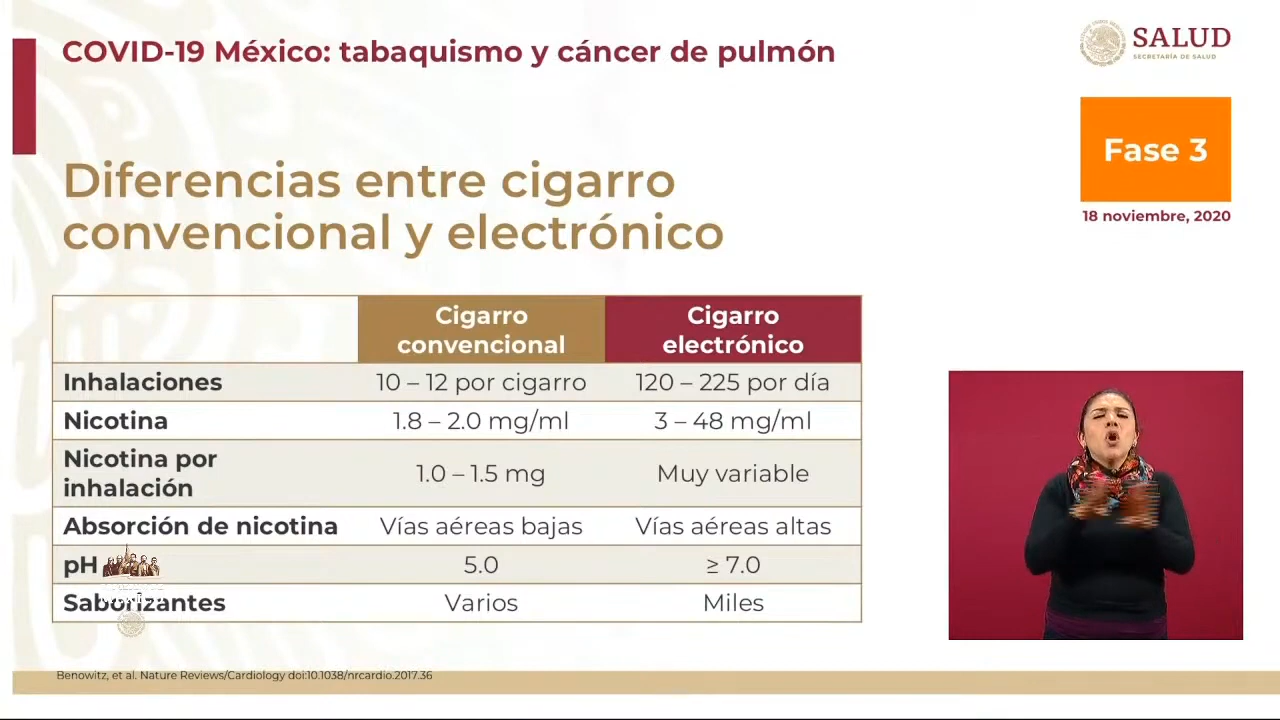 COVID-19 México: tabaquismo y cáncer de pulmón
SALUD
SECRETARÍA DE SALUD
Fase 3
18 noviembre, 2020
Diferencias entre cigarro
convencional y electrónico
Cigarro convencional Cigarro electrónico
Inhalaciones 10 – 12 por cigarro 120 – 225 por día
Nicotina 1.8 – 2.0 mg/ml 3 – 48 mg/ml
Nicotina por inhalación 1.0 – 1.5 mg Muy variable
Absorción de nicotina Vías aéreas bajas Vías aéreas altas
pH 5.0 ≥ 7.0
Saborizantes Varios Miles
Benowitz, et al. Nature Reviews/Cardiology doi:10.1038/nrcardio.2017.36